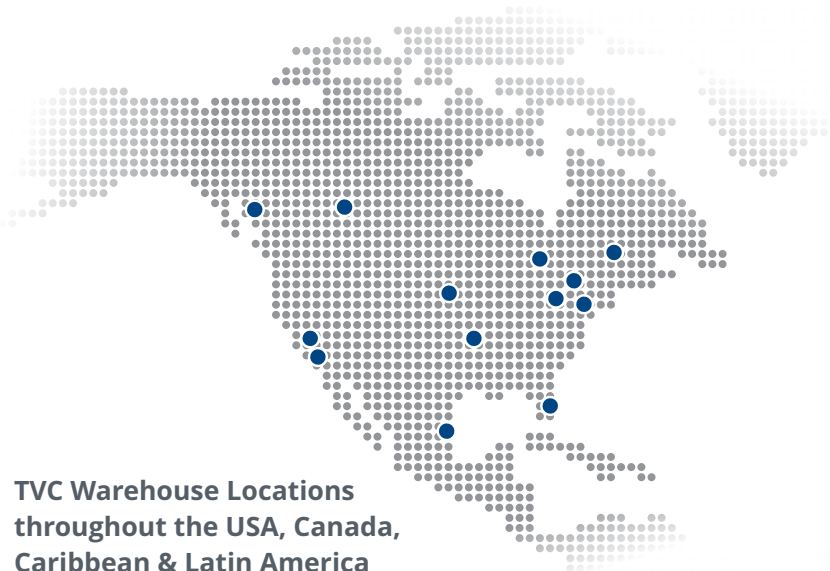 TVC Warehouse Locations
throughout the USA, Canada,
Caribbean & Latin America